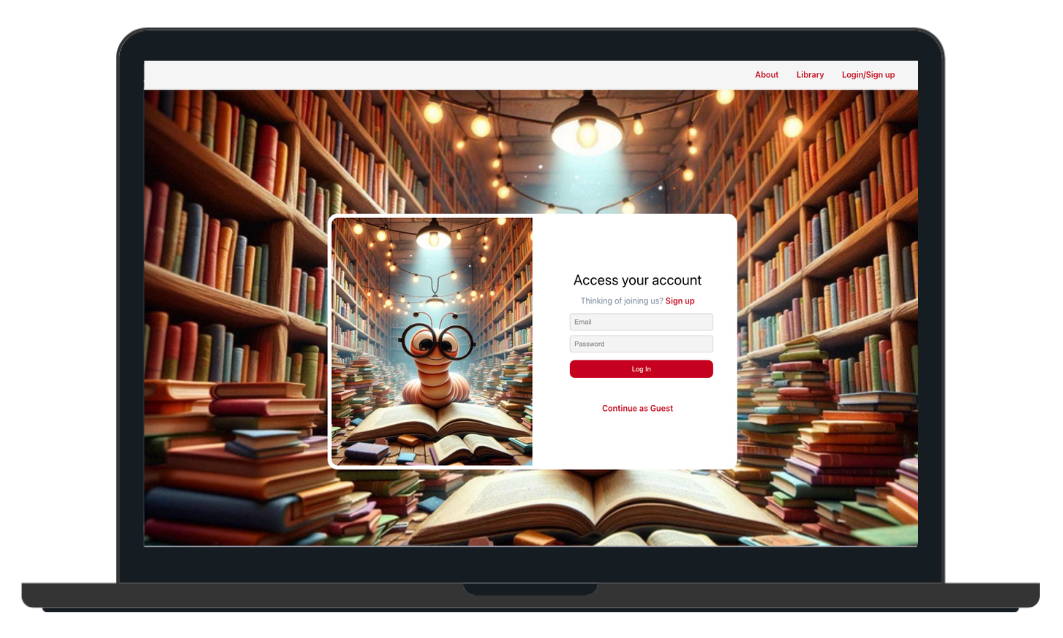 About Library Login/Sign up
Access your account
Thinking of joining us? Sign up
Email
Password
Log In
Continue as Guest